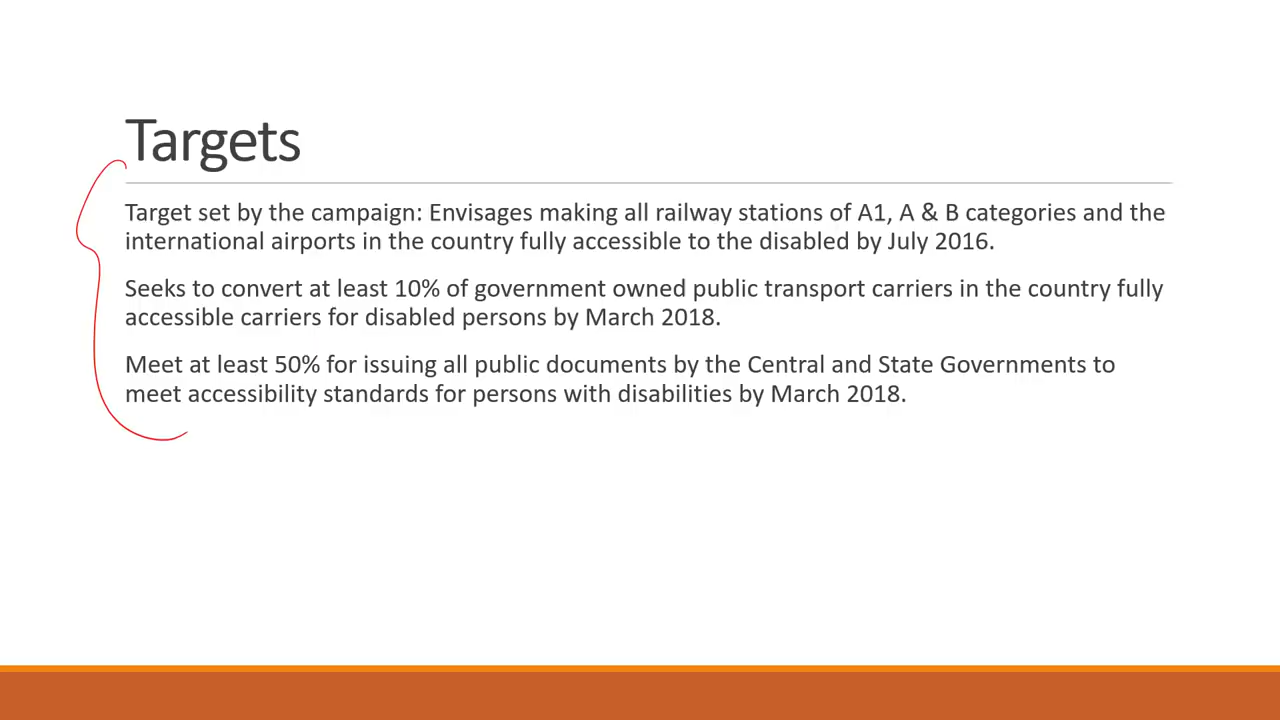 Targets
Target set by the campaign: Envisages making all railway stations of A1, A & B categories and the
international airports in the country fully accessible to the disabled by July 2016.
Seeks to convert at least 10% of government owned public transport carriers in the country fully
accessible carriers for disabled persons by March 2018.
Meet at least 50% for issuing all public documents by the Central and State Governments to
meet accessibility standards for persons with disabilities by March 2018.